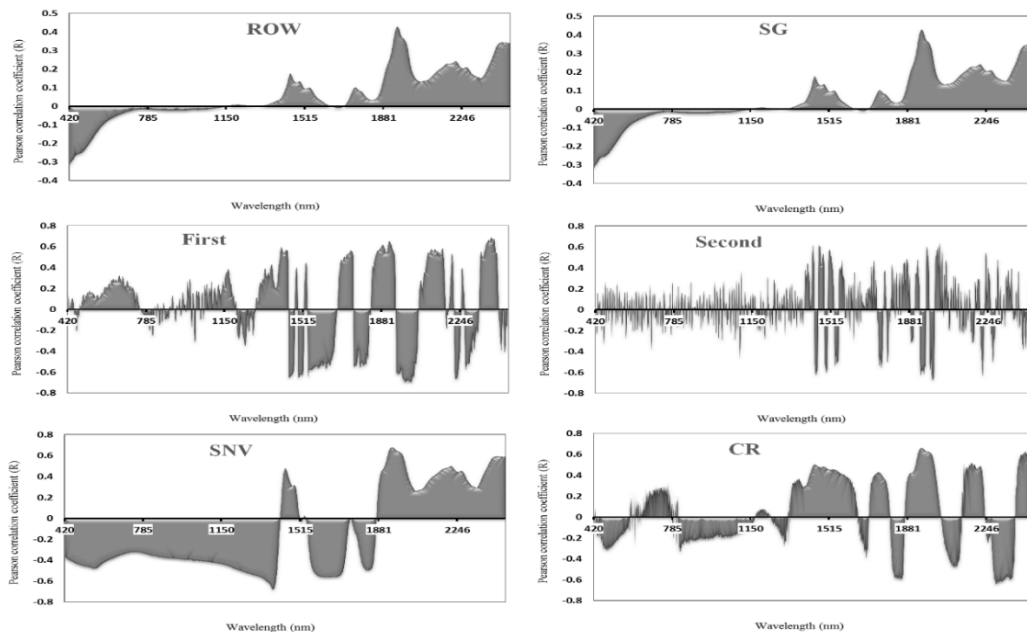 ROW
Pearson correlation coefficient (R)
0.5
0.4
0.3
0.2
0.1
0
-0.1
-0.2
-0.3
-0.4
420 785 1150 1515 1881 2246
Wavelength (nm)
SG
Pearson correlation coefficient (R)
0.5
0.4
0.3
0.2
0.1
0
-0.1
-0.2
-0.3
-0.4
420 785 1150 1515 1881 2246
Wavelength (nm)
First
Pearson correlation coefficient (R)
0.8
0.6
0.4
0.2
0
-0.2
-0.4
-0.6
-0.8
420 785 1150 1515 1881 2246
Wavelength (nm)
Second
Pearson correlation coefficient (R)
0.8
0.6
0.4
0.2
0
-0.2
-0.4
-0.6
-0.8
420 785 1150 1515 1881 2246
Wavelength (nm)
SNV
Pearson correlation coefficient (R)
0.8
0.6
0.4
0.2
0
-0.2
-0.4
-0.6
-0.8
420 785 1150 1515 1881 2246
Wavelength (nm)
CR
Pearson correlation coefficient (R)
0.8
0.6
0.4
0.2
0
-0.2
-0.4
-0.6
-0.8
420 785 1150 1515 1881 2246
Wavelength (nm)